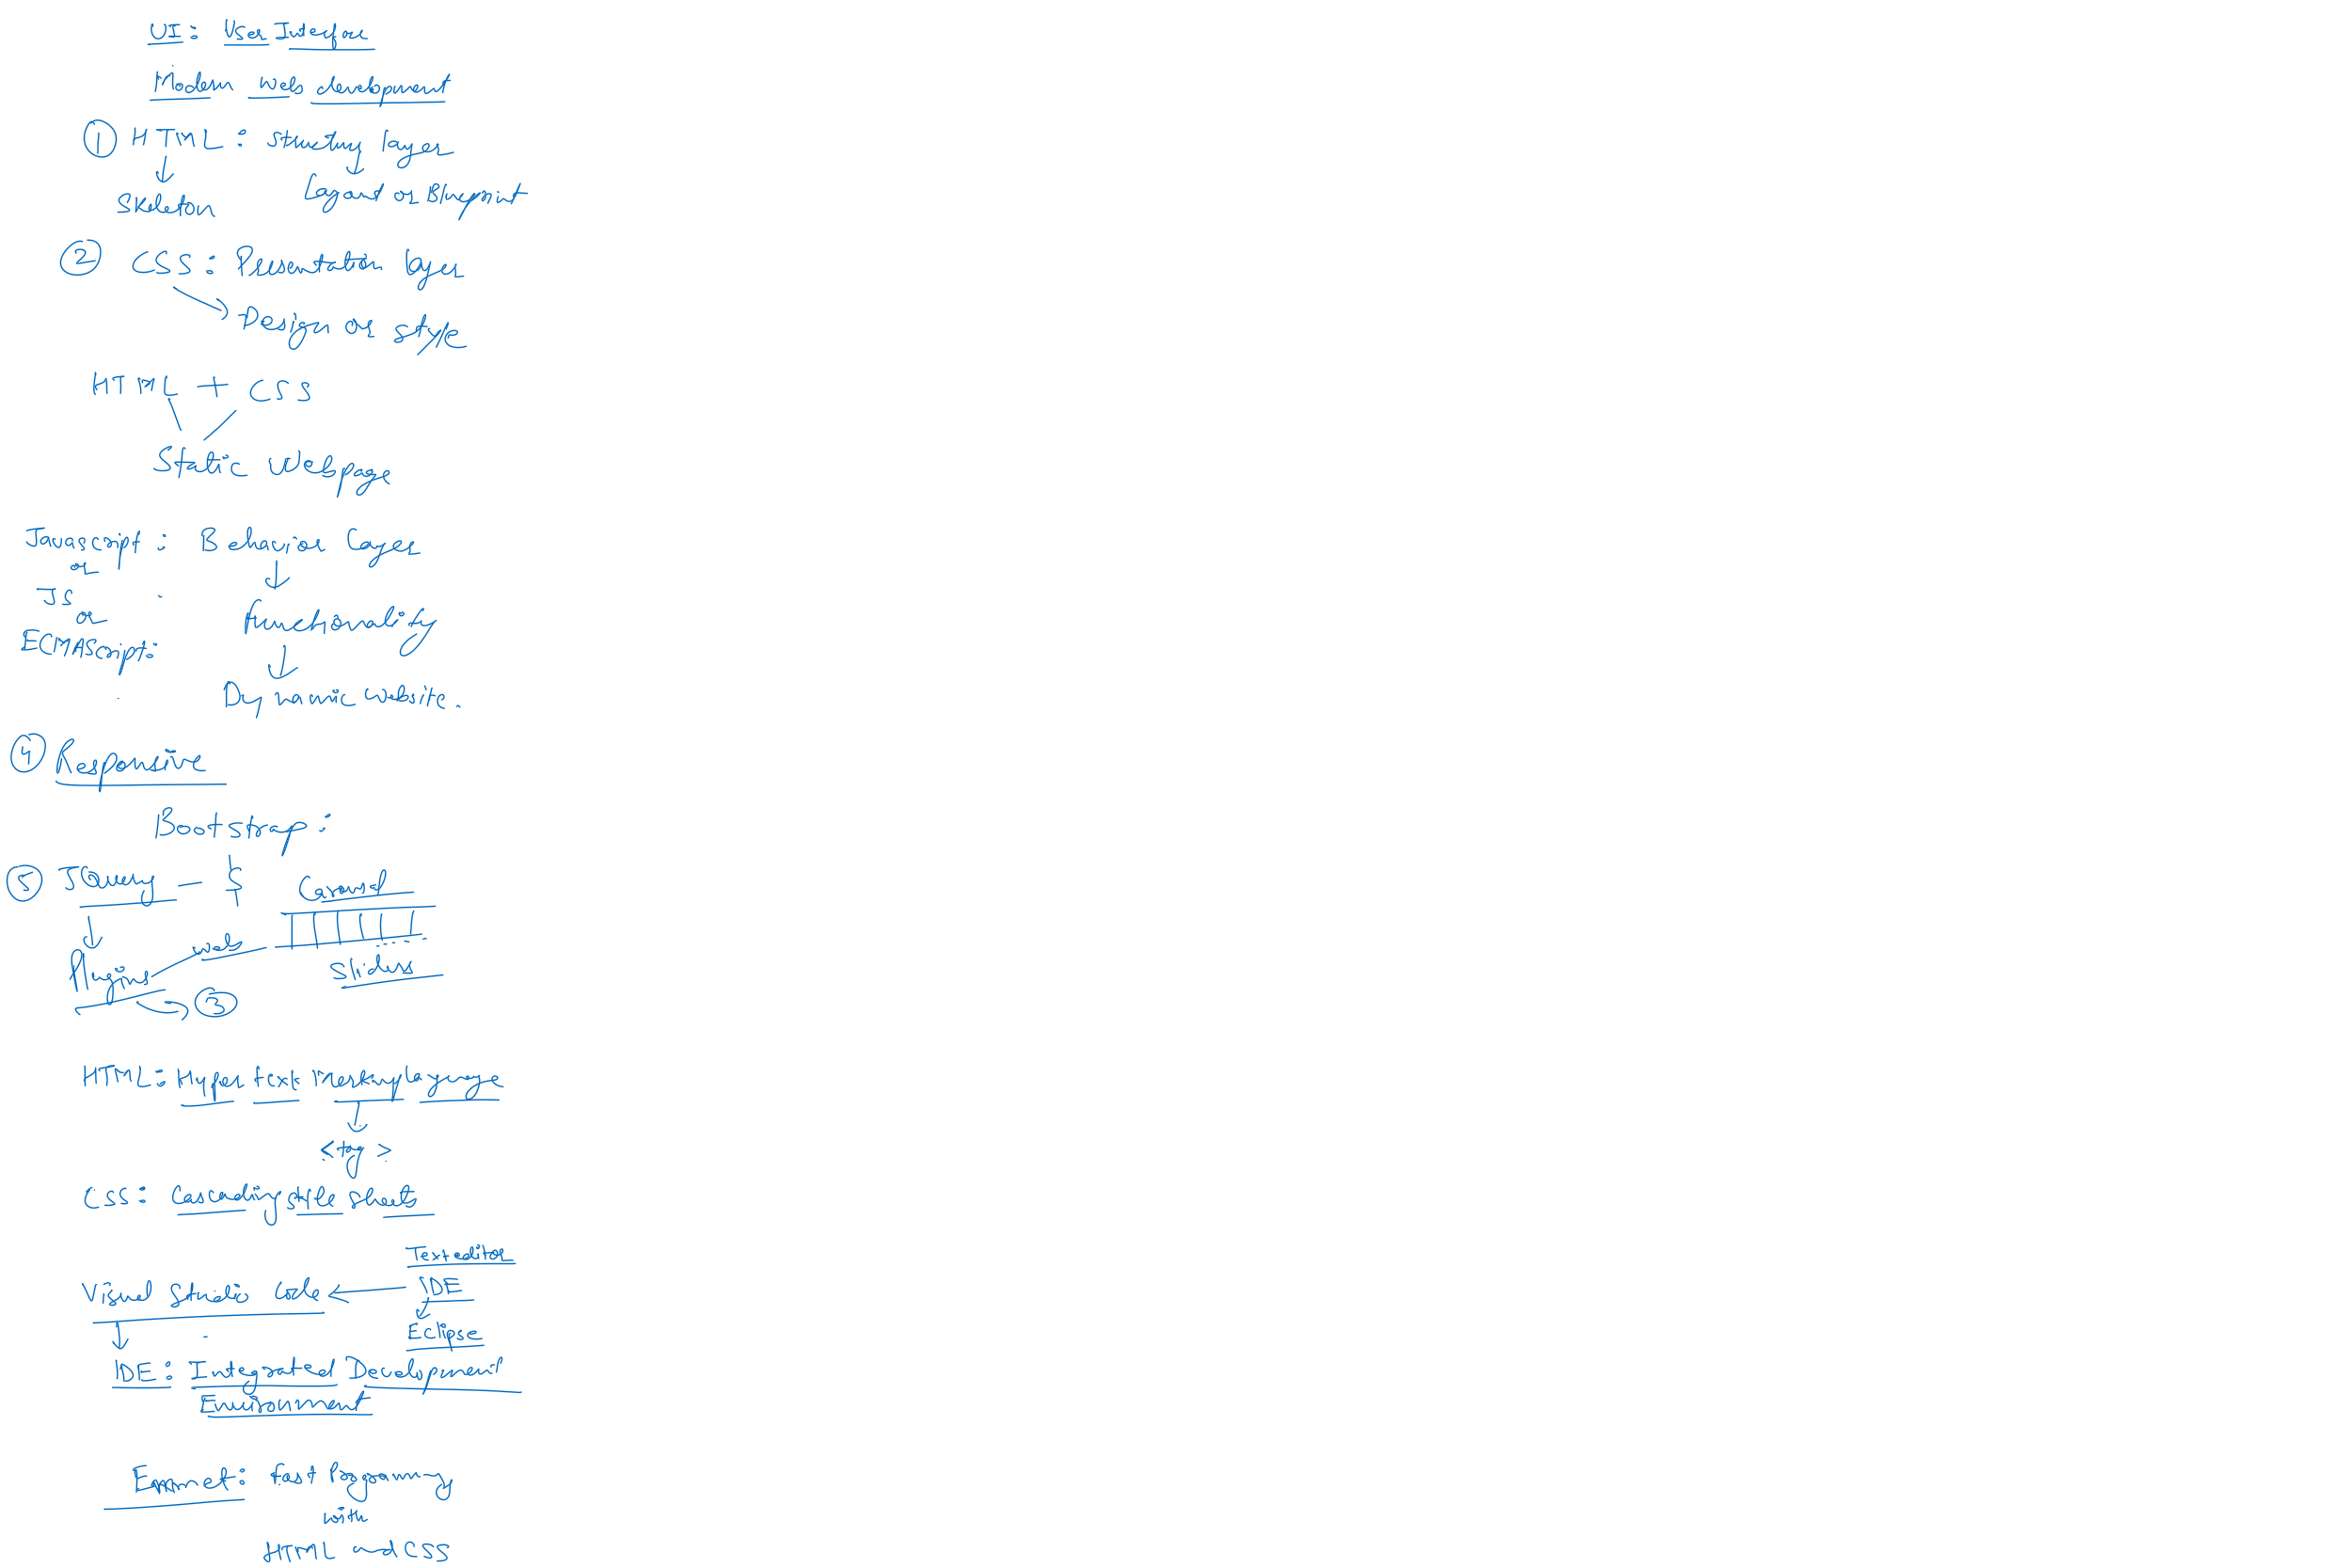 UI: User Interface
Modern web development
① HTML: structure layer
Skeleton
Layout or Blueprint
② CSS: Presentation layer
Design or style
HTML + CSS
Static Webpage
Javascript: Behavior Layer
or
JS
or
functionality
ECMAScript:
Dynamic website.
④ Responsive
Bootstrap:
⑤ JQuery — $
Carousal
web
Plugins
Sliders
③
HTML: Hyper text Markup language
<tag>
CSS: Cascading style sheets
Text editor
Visual Studio Code ← IDE
Eclipse
IDE: Integrated Development
Environment
Emmet: fast Programming
with
HTML and CSS